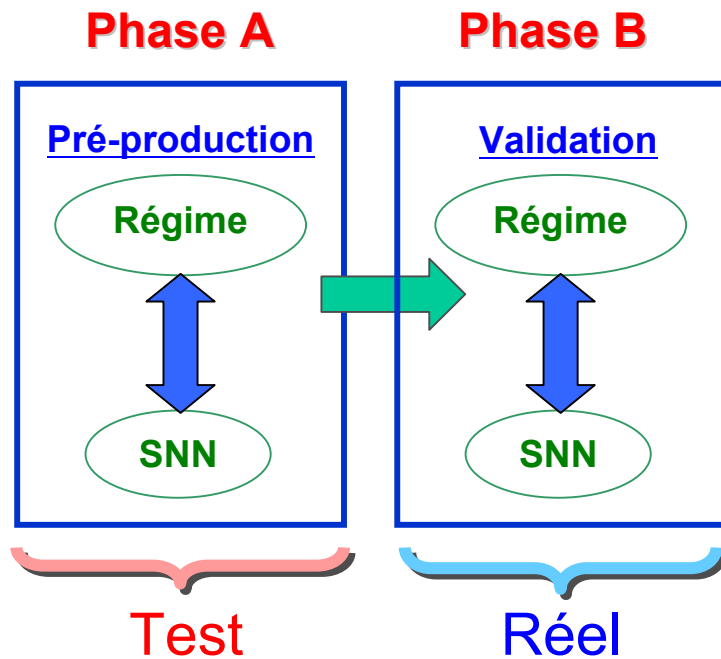 Phase A
Phase B
Pré-production
Régime
SNN
Validation
Régime
SNN
Test
Réel